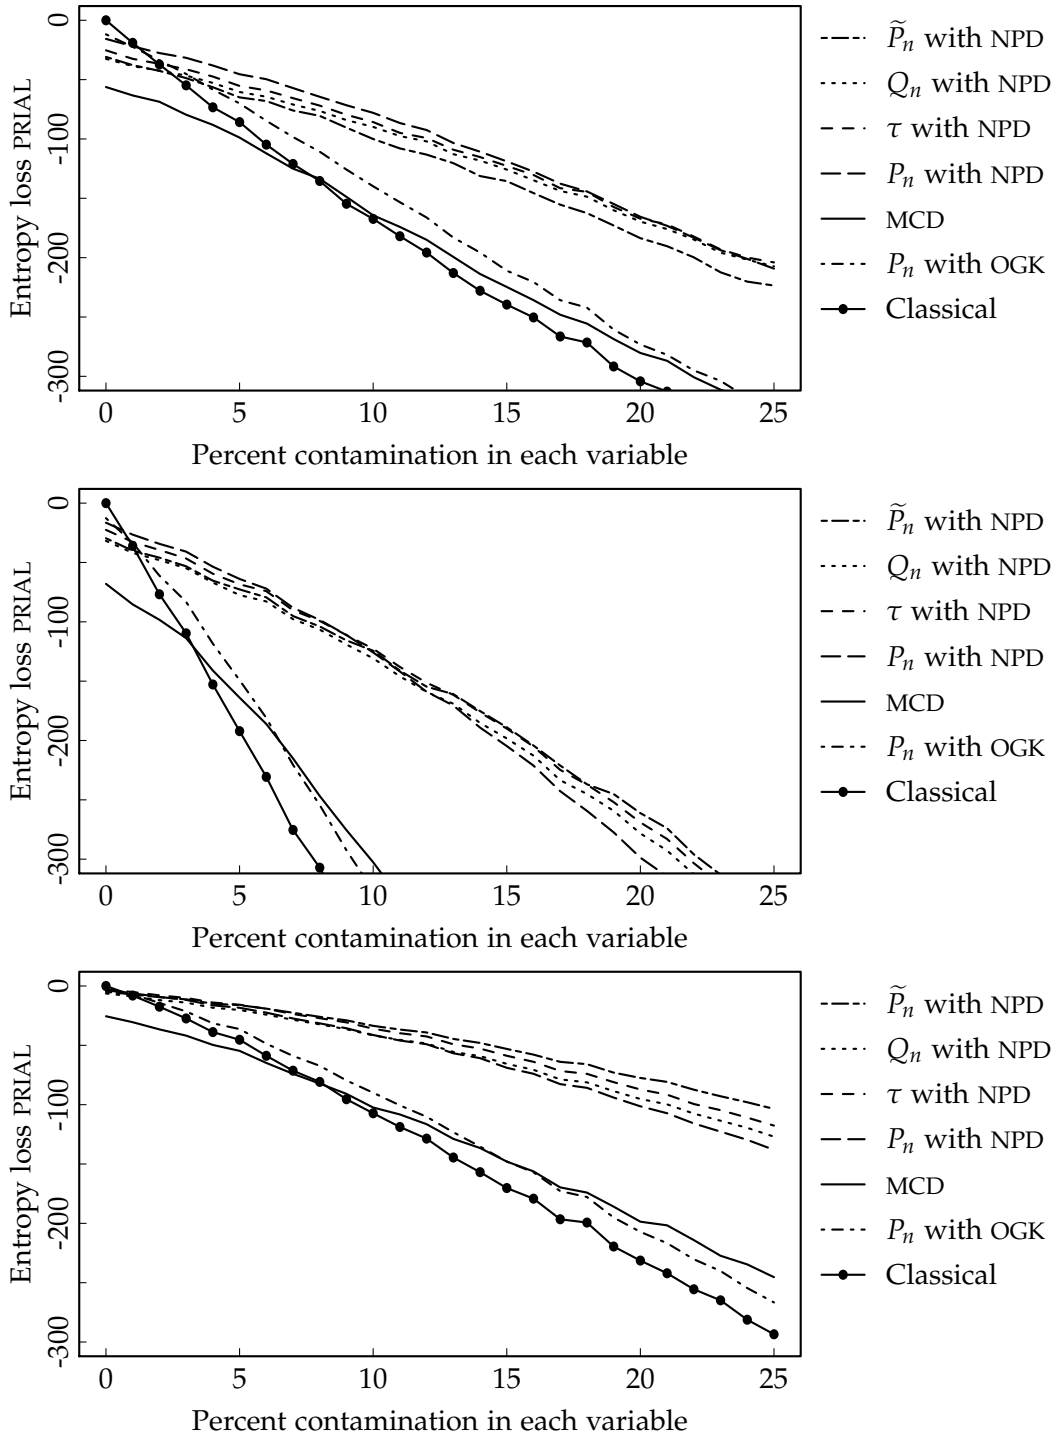 Entropy loss PRIAL
0
-100
-200
-300
0 5 10 15 20 25
Percent contamination in each variable
P̃n with NPD
Qn with NPD
τ with NPD
Pn with NPD
MCD
Pn with OGK
Classical
Entropy loss PRIAL
0
-100
-200
-300
0 5 10 15 20 25
Percent contamination in each variable
P̃n with NPD
Qn with NPD
τ with NPD
Pn with NPD
MCD
Pn with OGK
Classical
Entropy loss PRIAL
0
-100
-200
-300
0 5 10 15 20 25
Percent contamination in each variable
P̃n with NPD
Qn with NPD
τ with NPD
Pn with NPD
MCD
Pn with OGK
Classical